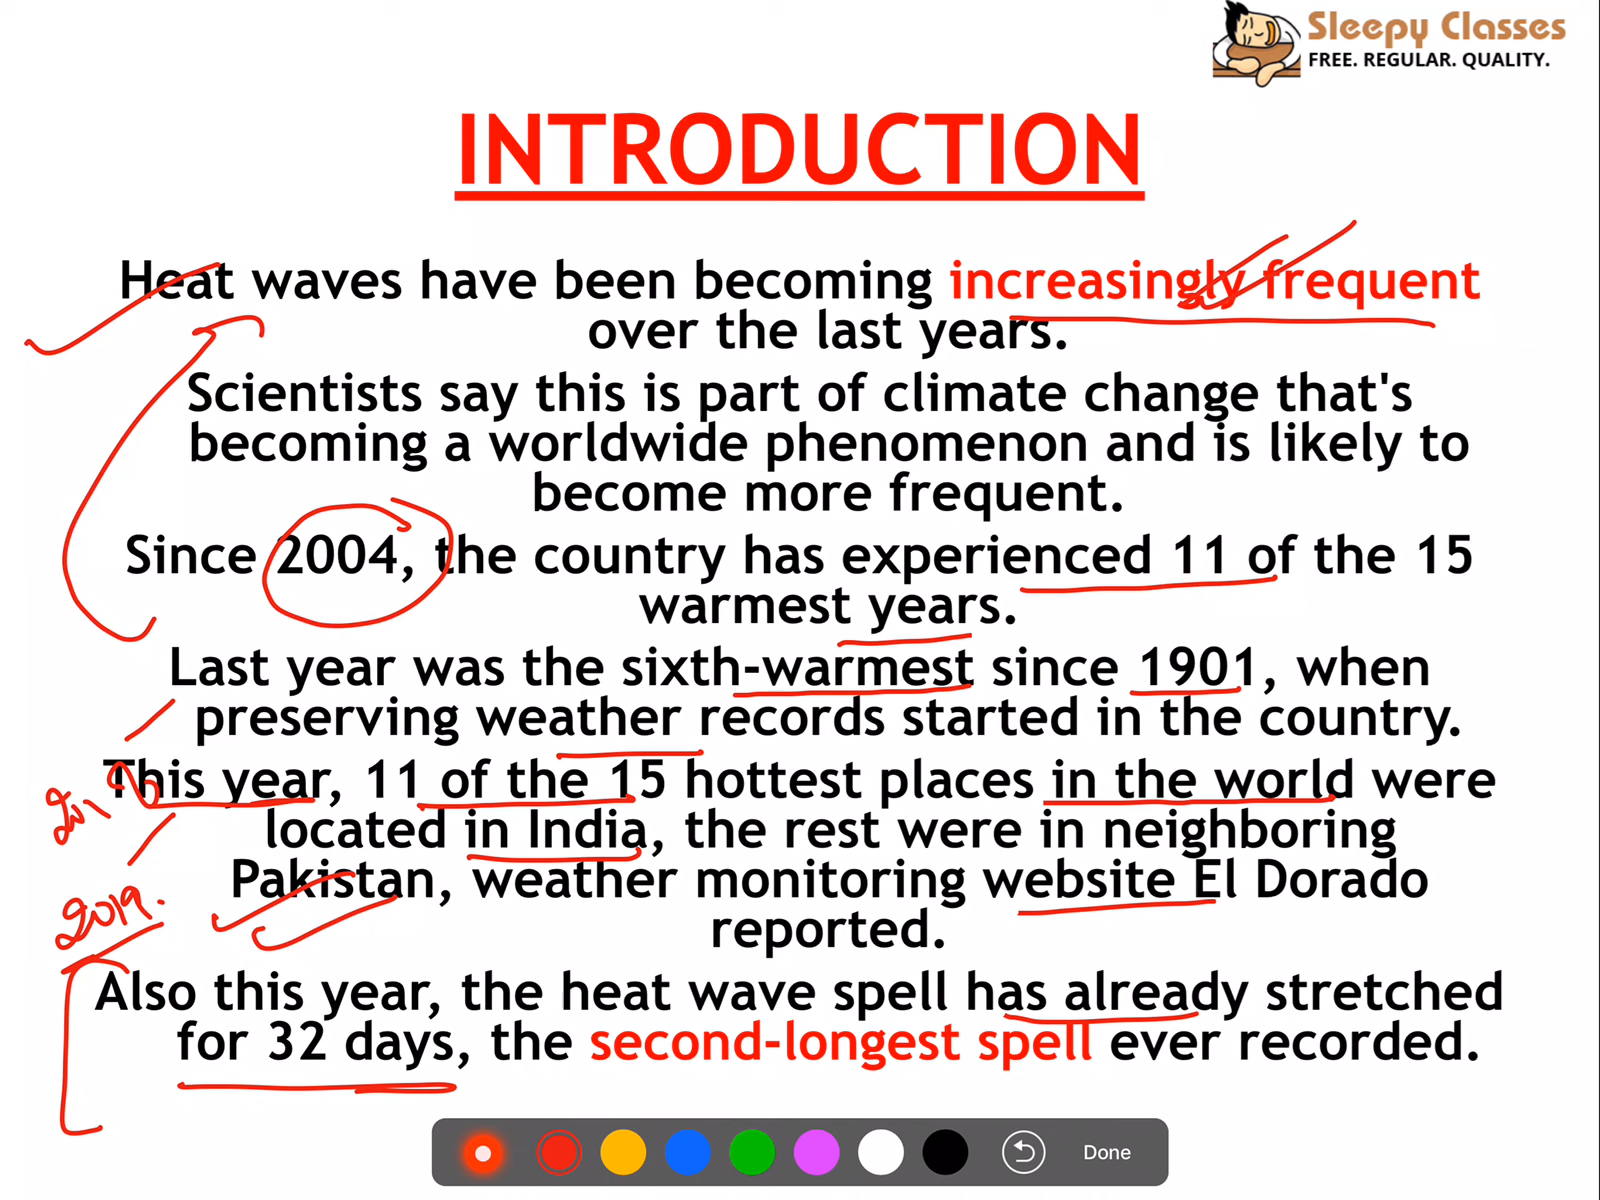 Sleepy Classes
FREE. REGULAR. QUALITY.
INTRODUCTION
Heat waves have been becoming increasingly frequent
over the last years.
Scientists say this is part of climate change that's
becoming a worldwide phenomenon and is likely to
become more frequent.
Since 2004, the country has experienced 11 of the 15
warmest years.
Last year was the sixth-warmest since 1901, when
preserving weather records started in the country.
This year, 11 of the 15 hottest places in the world were
located in India, the rest were in neighboring
Pakistan, weather monitoring website El Dorado
reported.
2019.
Also this year, the heat wave spell has already stretched
for 32 days, the second-longest spell ever recorded.
Done